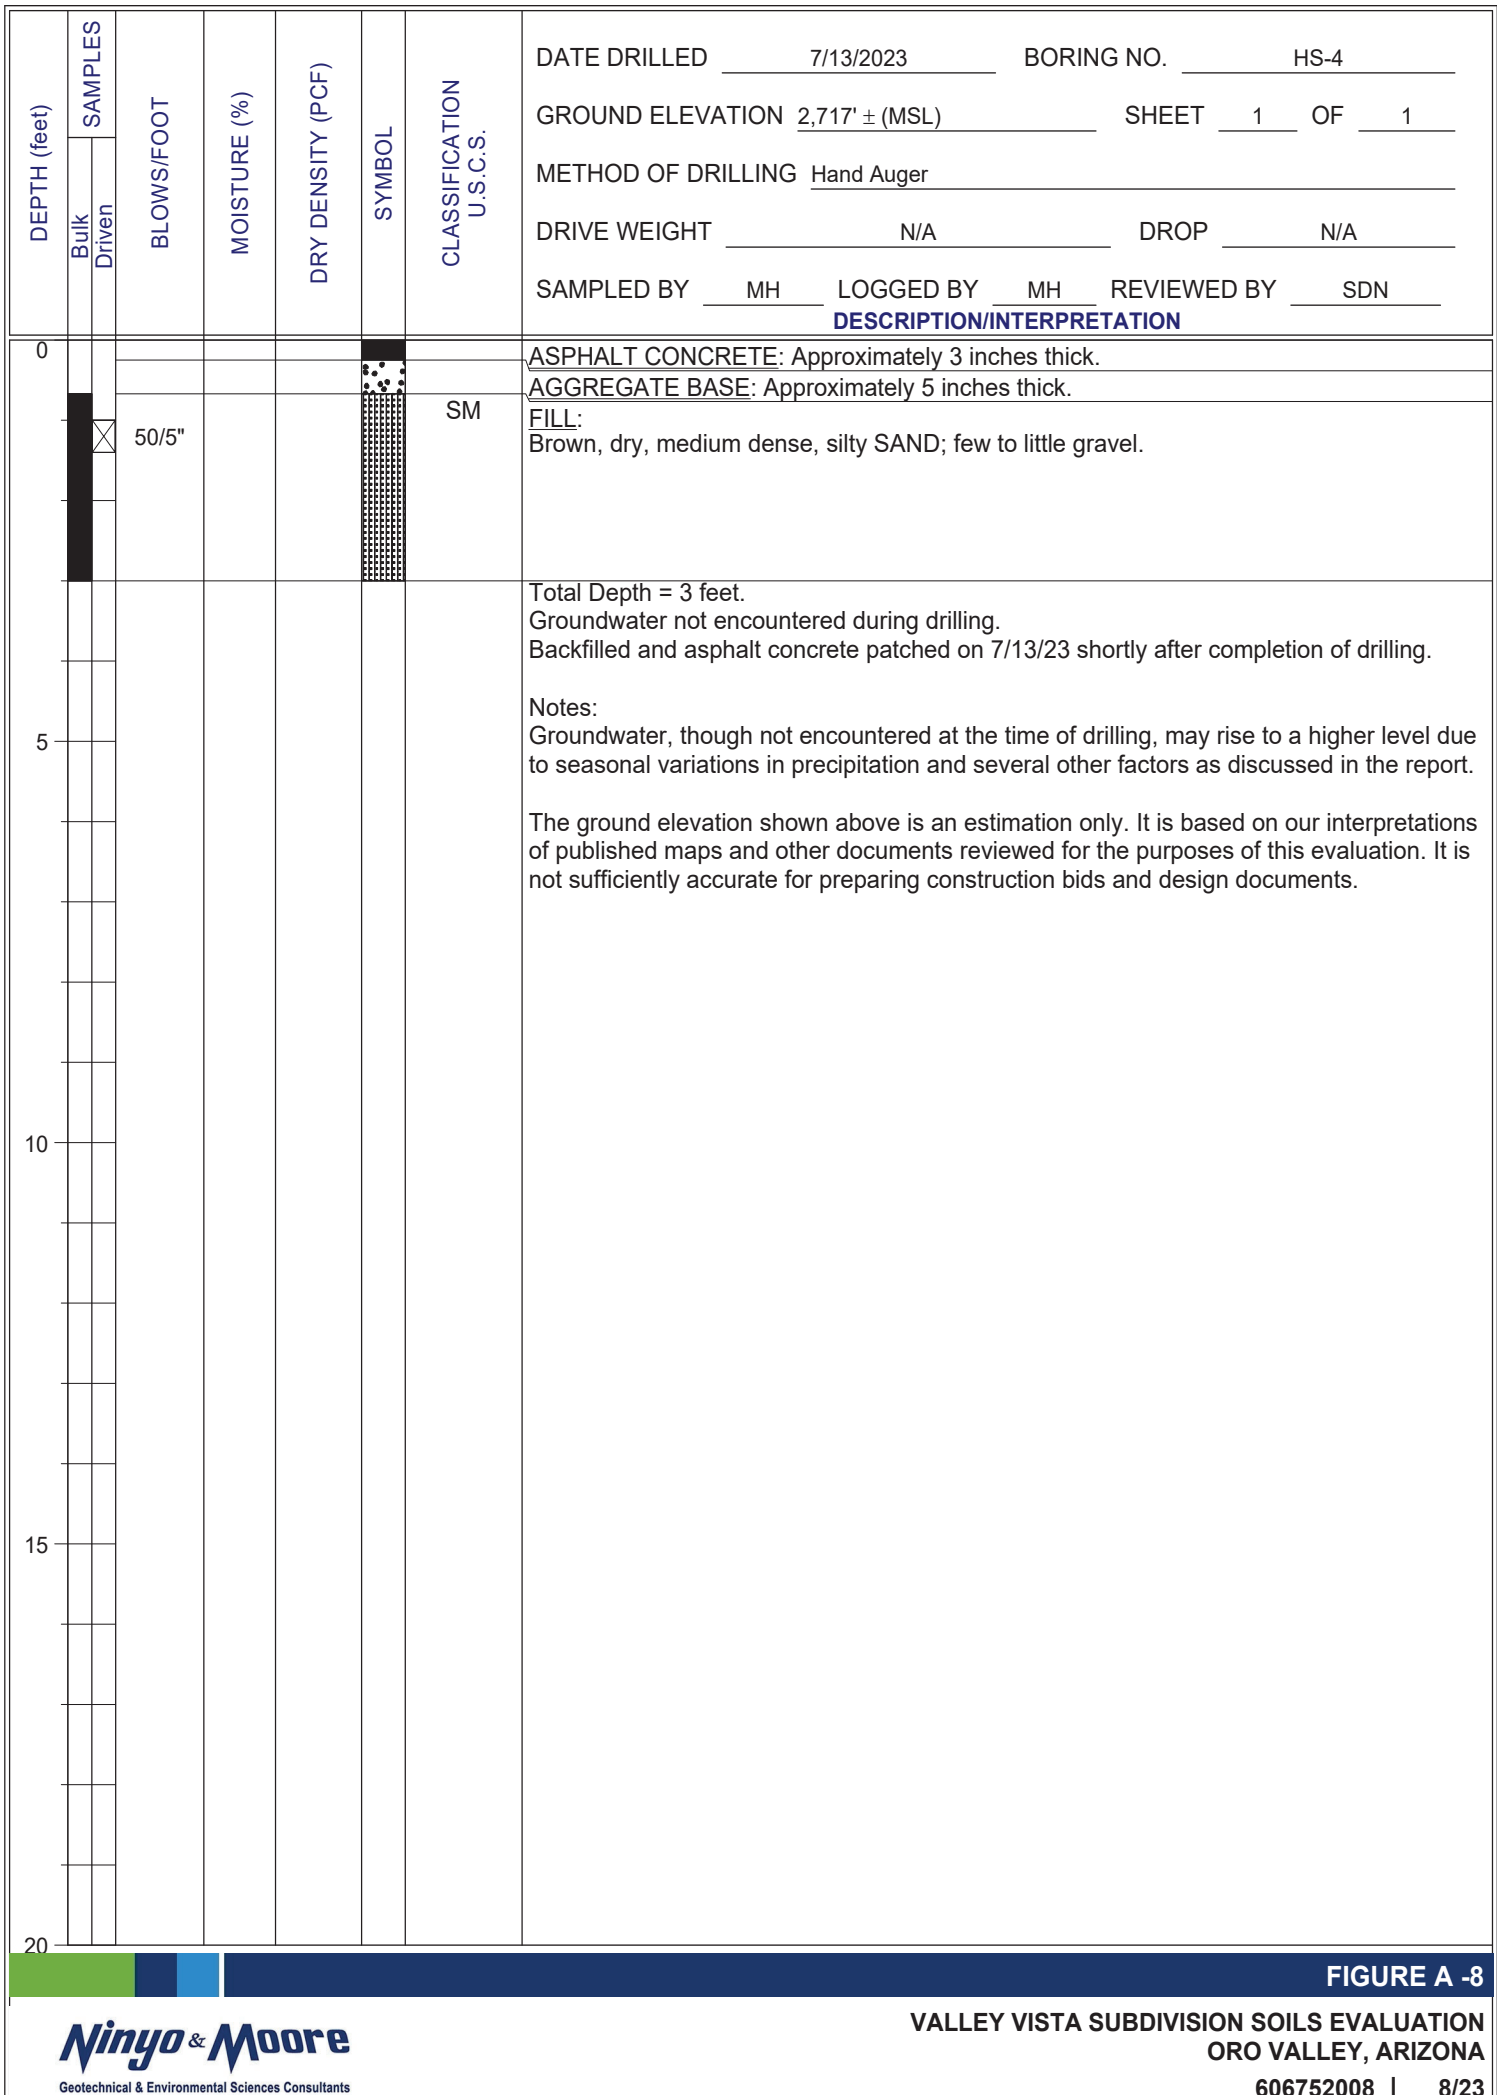 DEPTH (feet)
SAMPLES
Bulk
Driven
BLOWS/FOOT
MOISTURE (%)
DRY DENSITY (PCF)
SYMBOL
CLASSIFICATION
U.S.C.S.
DATE DRILLED 7/13/2023 BORING NO. HS-4
GROUND ELEVATION 2,717' ± (MSL) SHEET 1 OF 1
METHOD OF DRILLING Hand Auger
DRIVE WEIGHT N/A DROP N/A
SAMPLED BY MH LOGGED BY MH REVIEWED BY SDN
DESCRIPTION/INTERPRETATION
0
ASPHALT CONCRETE: Approximately 3 inches thick.
AGGREGATE BASE: Approximately 5 inches thick.
SM
FILL:
50/5"
Brown, dry, medium dense, silty SAND; few to little gravel.
Total Depth = 3 feet.
Groundwater not encountered during drilling.
Backfilled and asphalt concrete patched on 7/13/23 shortly after completion of drilling.
Notes:
5
Groundwater, though not encountered at the time of drilling, may rise to a higher level due
to seasonal variations in precipitation and several other factors as discussed in the report.
The ground elevation shown above is an estimation only. It is based on our interpretations
of published maps and other documents reviewed for the purposes of this evaluation. It is
not sufficiently accurate for preparing construction bids and design documents.
10
15
20
FIGURE A -8
Ninyo & Moore
Geotechnical & Environmental Sciences Consultants
VALLEY VISTA SUBDIVISION SOILS EVALUATION
ORO VALLEY, ARIZONA
606752008 | 8/23